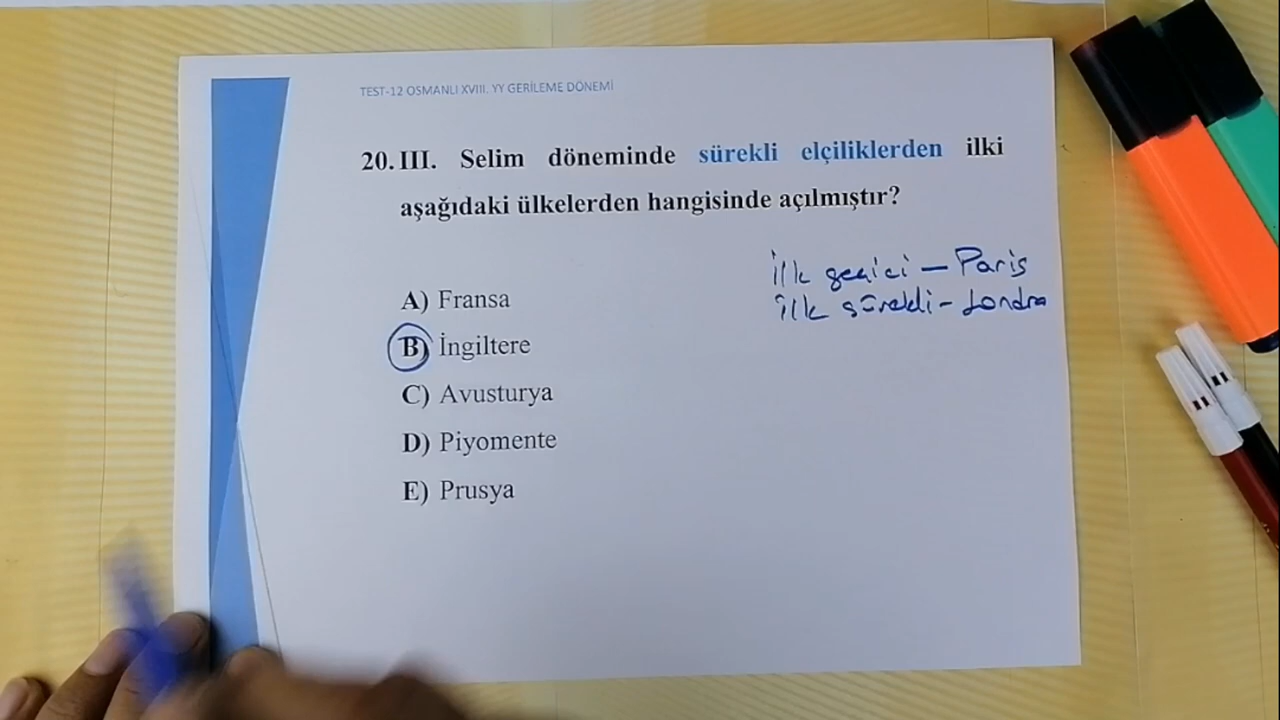 TEST-12 OSMANLI XVIII. YY GERİLEME DÖNEMİ
20. III. Selim döneminde sürekli elçiliklerden ilki
aşağıdaki ülkelerden hangisinde açılmıştır?
ilk geçici – Paris
ilk sürekli – Londra
A) Fransa
B) İngiltere
C) Avusturya
D) Piyomente
E) Prusya